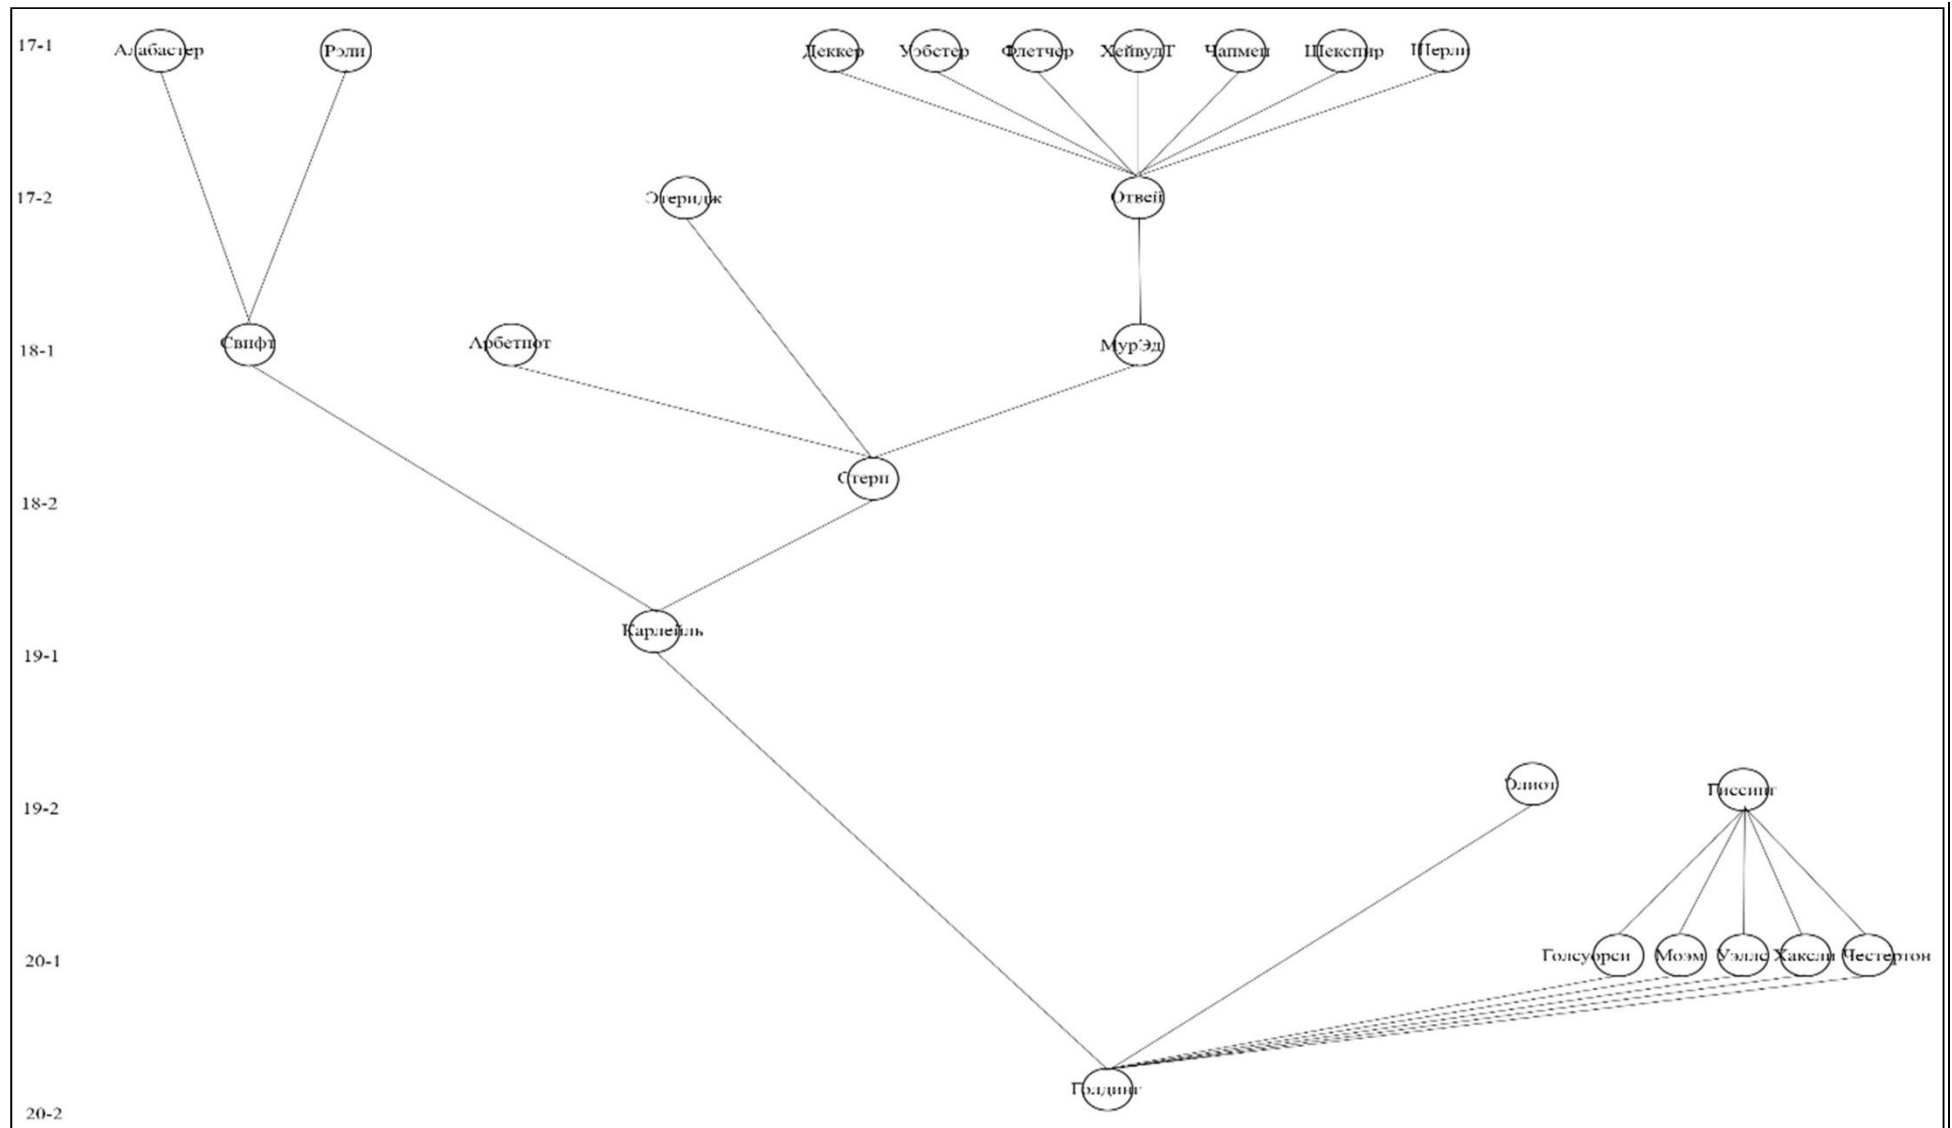 17-1 Алабастер Рэли Деккер Уэбстер Флетчер ХейвудТ Чапмен Шекспир Шерли
17-2 Этеридж Отвей
18-1 Свифт Арбетнот МурЭд
18-2 Стерн
19-1 Карлейль
19-2 Элиот Гиссинг
20-1 Голсуорси Моэм Уэллс Хаксли Честертон
20-2 Голдинг